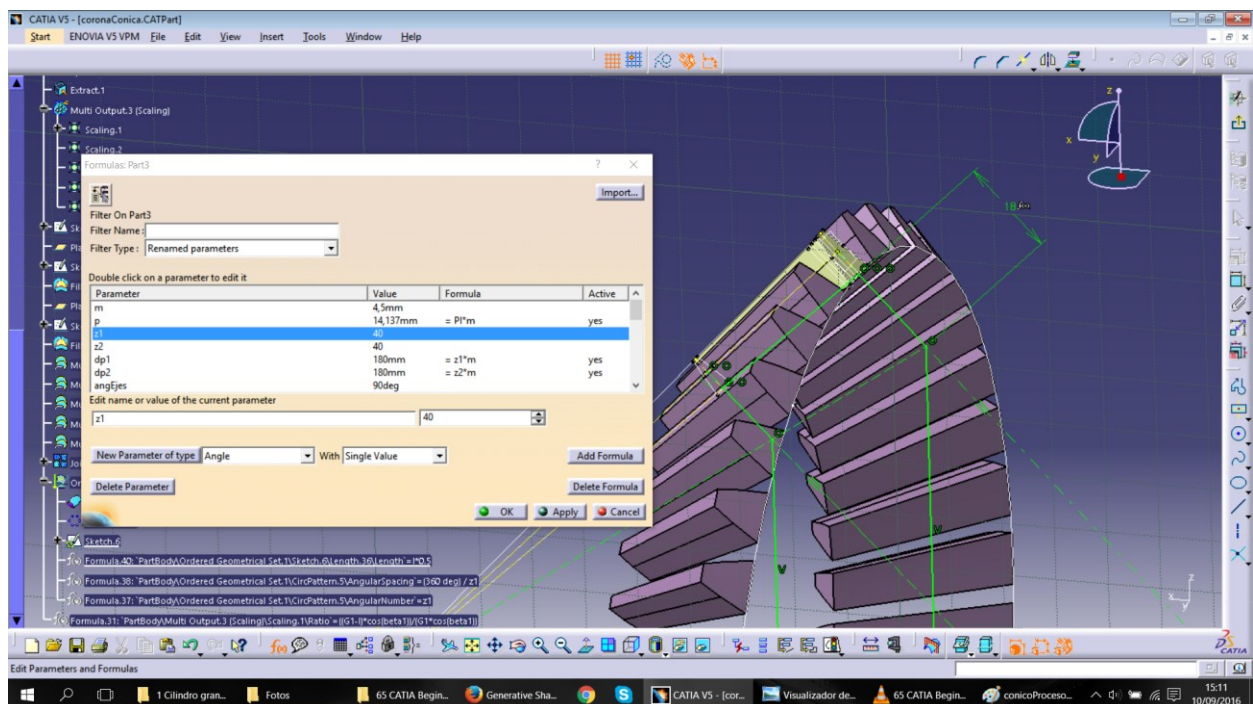 CATIA V5 - [coronaConica.CATPart]
Start ENOVIA V5 VPM File Edit View Insert Tools Window Help
Extract.1
Multi Output.3 (Scaling)
Scaling.1
Scaling.2
Formulas: Part3
Import...
Filter On Part3
Filter Name :
Filter Type : Renamed parameters
Double click on a parameter to edit it
Parameter Value Formula Active
m 4,5mm
p 14,137mm = PI*m yes
z1 40
z2 40
dp1 180mm = z1*m yes
dp2 180mm = z2*m yes
angEjes 90deg
Edit name or value of the current parameter
z1 40
New Parameter of type Angle With Single Value Add Formula
Delete Parameter Delete Formula
OK Apply Cancel
Sketch.6
Formula.40: `PartBody\Ordered Geometrical Set.1\Sketch.6\Length.36\Length`=l*0.5
Formula.38: `PartBody\Ordered Geometrical Set.1\CircPattern.5\AngularSpacing`=(360 deg) / z1
Formula.37: `PartBody\Ordered Geometrical Set.1\CircPattern.5\AngularNumber`=z1
Formula.31: `PartBody\Multi Output.3 (Scaling)\Scaling.1\Ratio`=((G1-l)*cos(beta1))/(G1*cos(beta1))
z
x
y
H
V
V
z
x
y
CATIA
Edit Parameters and Formulas
1 Cilindro gran...
Fotos
65 CATIA Begin...
Generative Sha...
CATIA V5 - [cor...
Visualizador de...
65 CATIA Begin...
conicoProceso...
15:11
10/09/2016